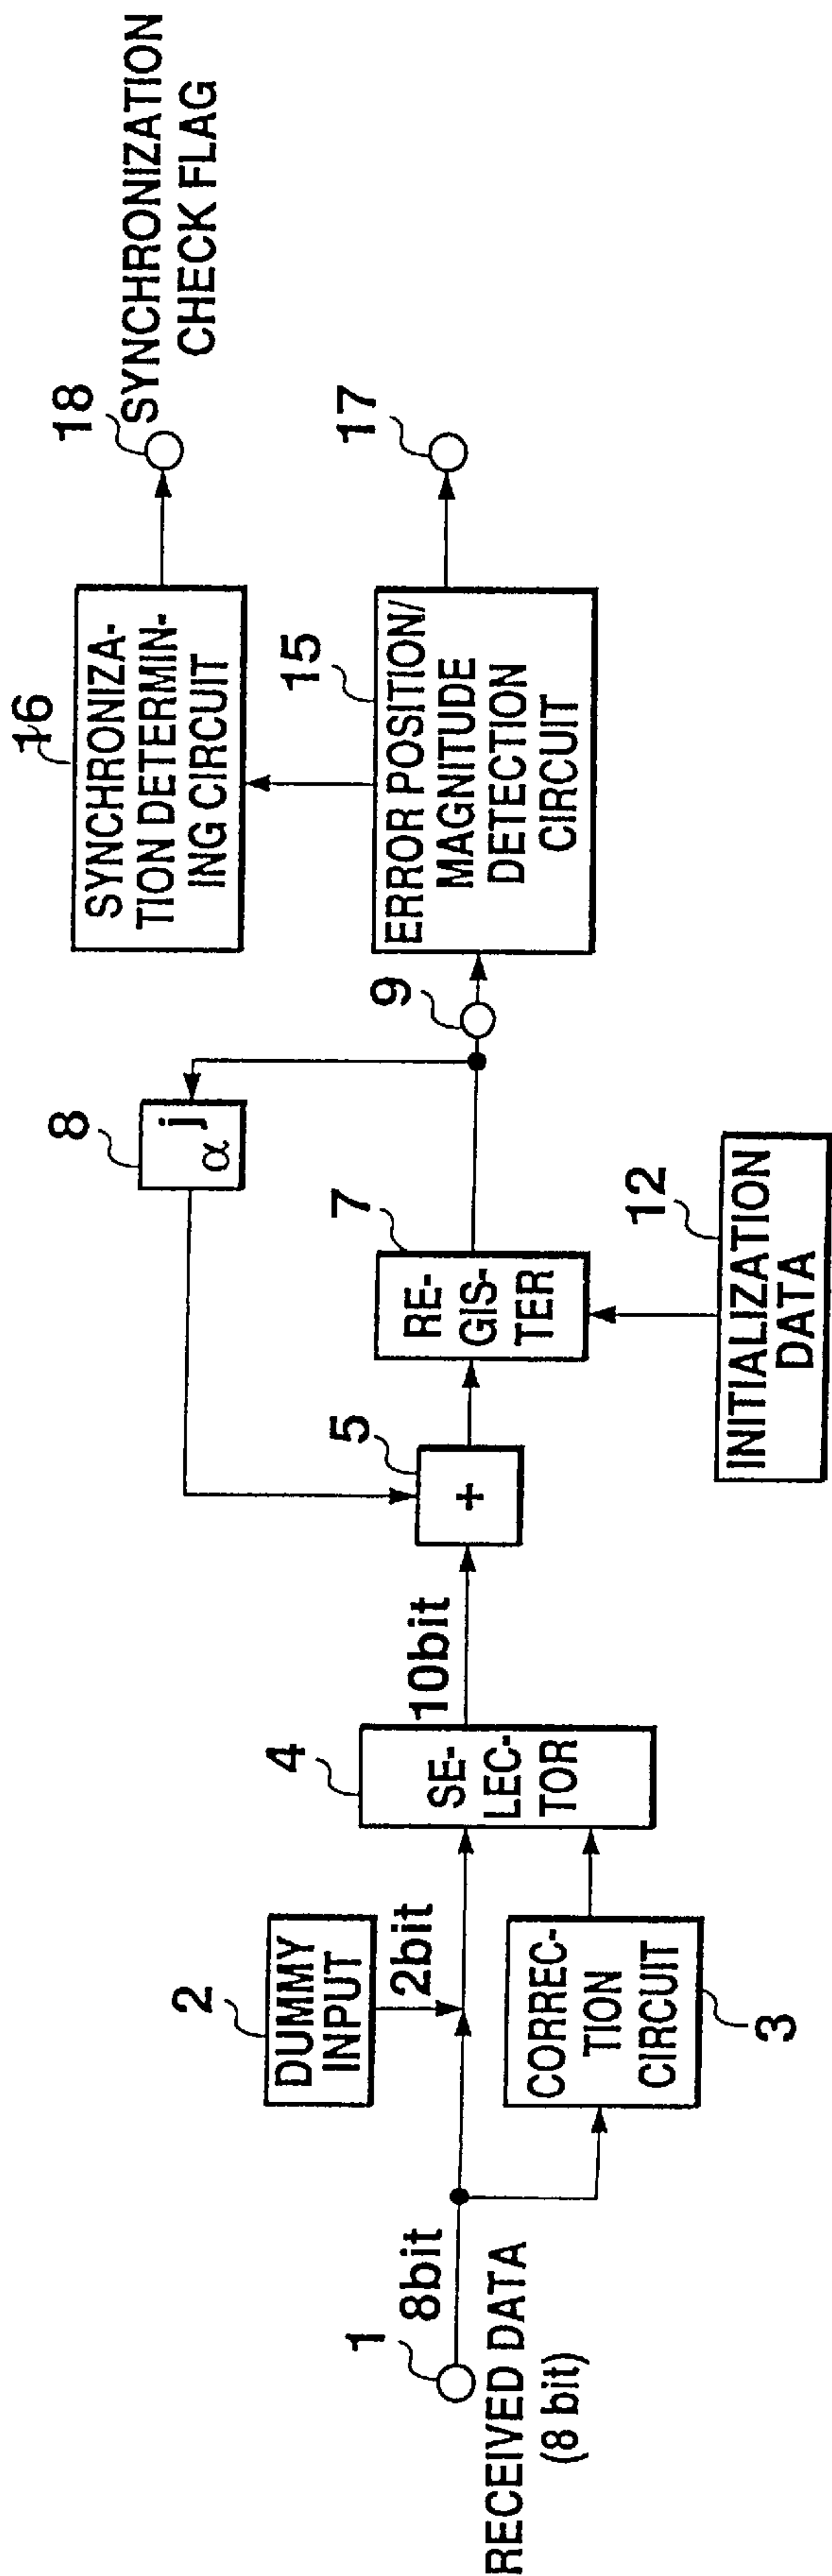 1
8bit
RECEIVED DATA
(8 bit)
2
DUMMY
INPUT
2bit
CORREC-
TION
CIRCUIT
3
4
SE-
LEC-
TOR
10bit
5
+
7
RE-
GIS-
TER
8
α j
12
INITIALIZATION
DATA
9
15
ERROR POSITION/
MAGNITUDE
DETECTION
CIRCUIT
16
SYNCHRONIZA-
TION DETERMIN-
ING CIRCUIT
17
18
SYNCHRONIZATION
CHECK FLAG